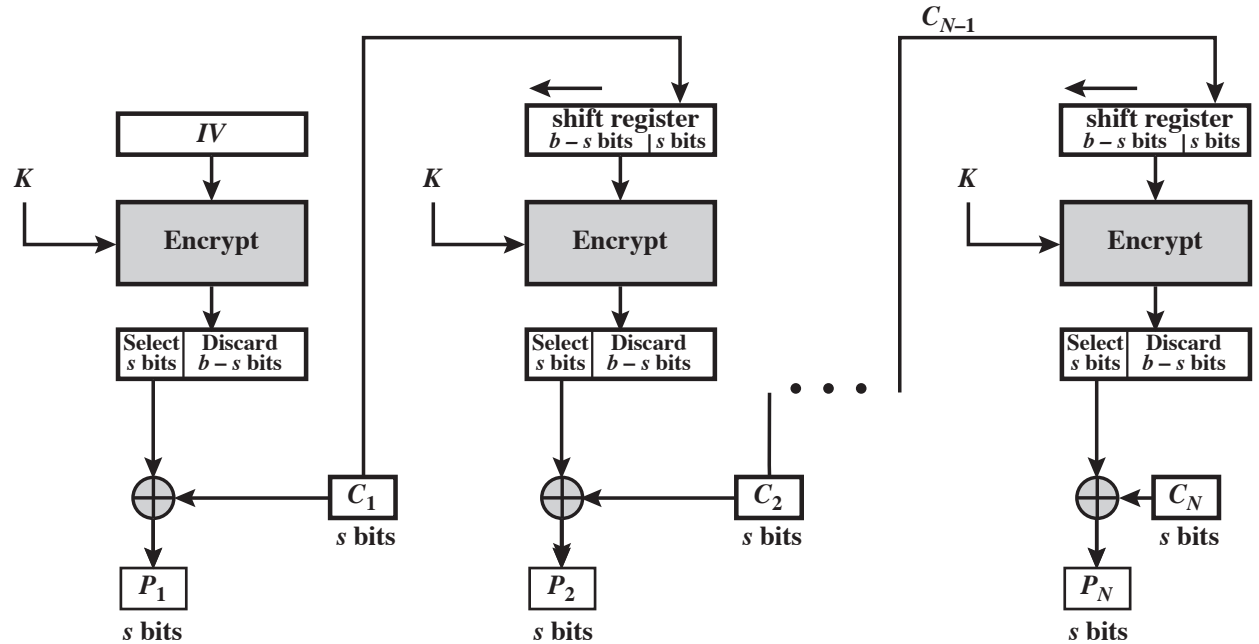 C_{N–1}
IV
K
Encrypt
Select
s bits
Discard
b – s bits
C_1
s bits
P_1
s bits
shift register
b – s bits
s bits
K
Encrypt
Select
s bits
Discard
b – s bits
C_2
s bits
P_2
s bits
• • •
shift register
b – s bits
s bits
K
Encrypt
Select
s bits
Discard
b – s bits
C_N
s bits
P_N
s bits